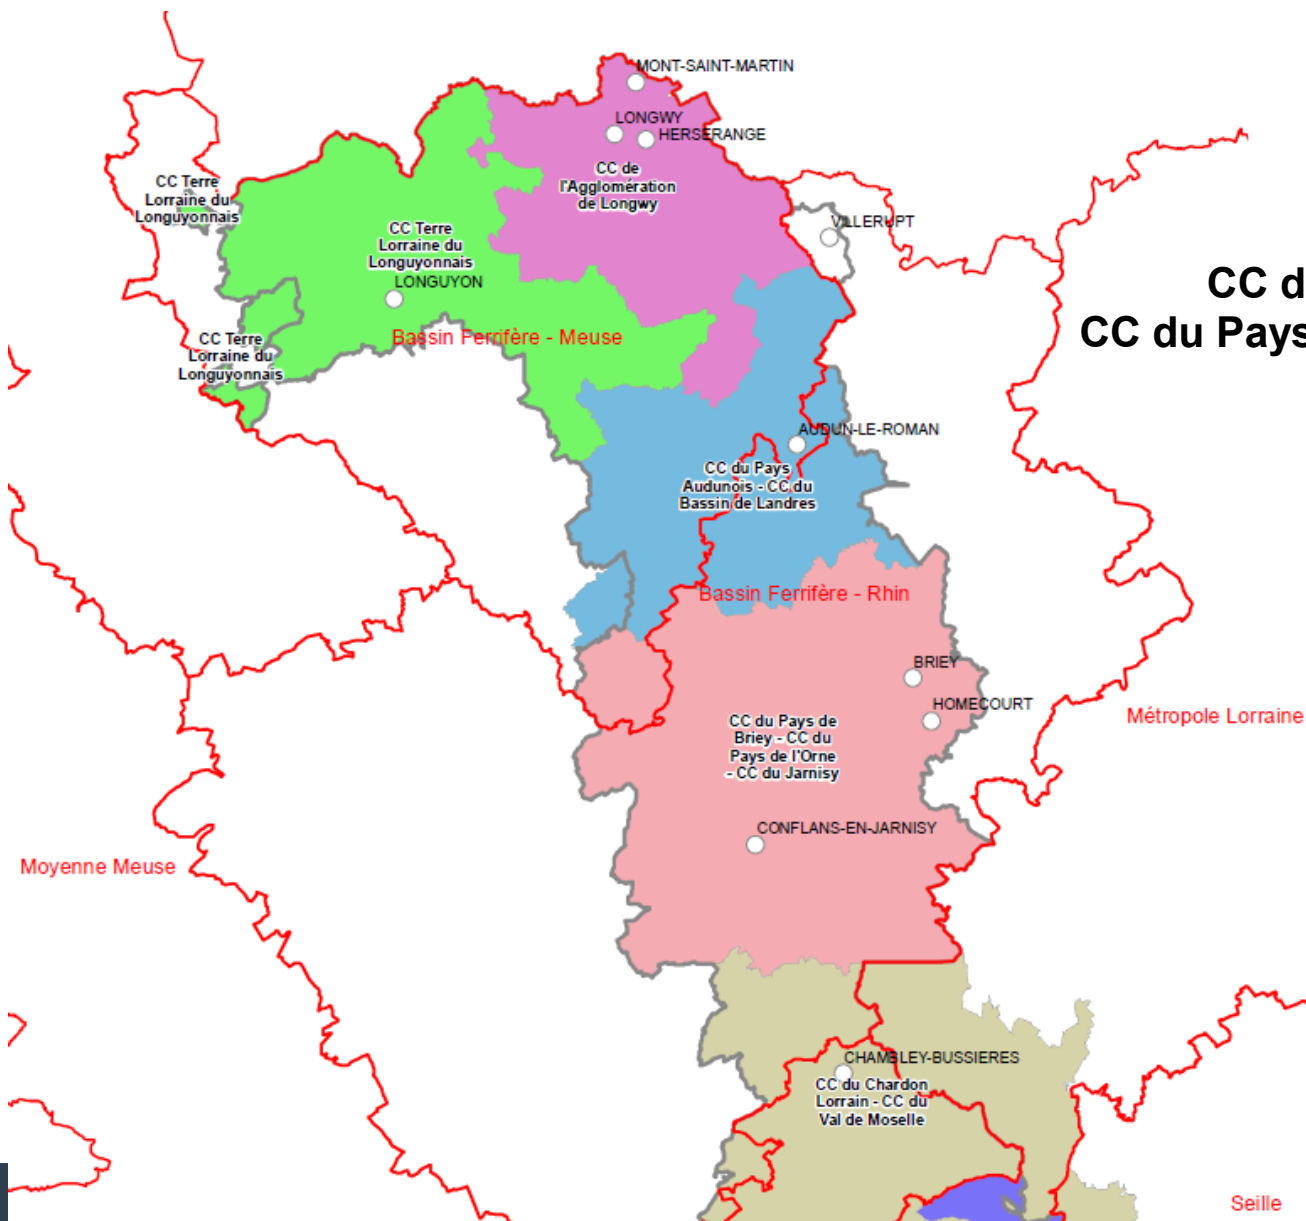 MONT-SAINT-MARTIN
LONGWY
HERSERANGE
CC de
l'Agglomération
de Longwy
CC Terre
Lorraine du
Longuyonnais
VILLERUPT
CC Terre
Lorraine du
Longuyonnais
LONGUYON
CC d
CC du Pays
Bassin Ferrifère - Meuse
CC Terre
Lorraine du
Longuyonnais
AUDUN-LE-ROMAN
CC du Pays
Audunois - CC du
Bassin de Landres
Bassin Ferrifère - Rhin
BRIEY
HOMECOURT
Métropole Lorraine
CC du Pays de
Briey - CC du
Pays de l'Orne
- CC du Jarnisy
CONFLANS-EN-JARNISY
Moyenne Meuse
CHAMBLEY-BUSSIERES
CC du Chardon
Lorrain - CC du
Val de Moselle
Seille